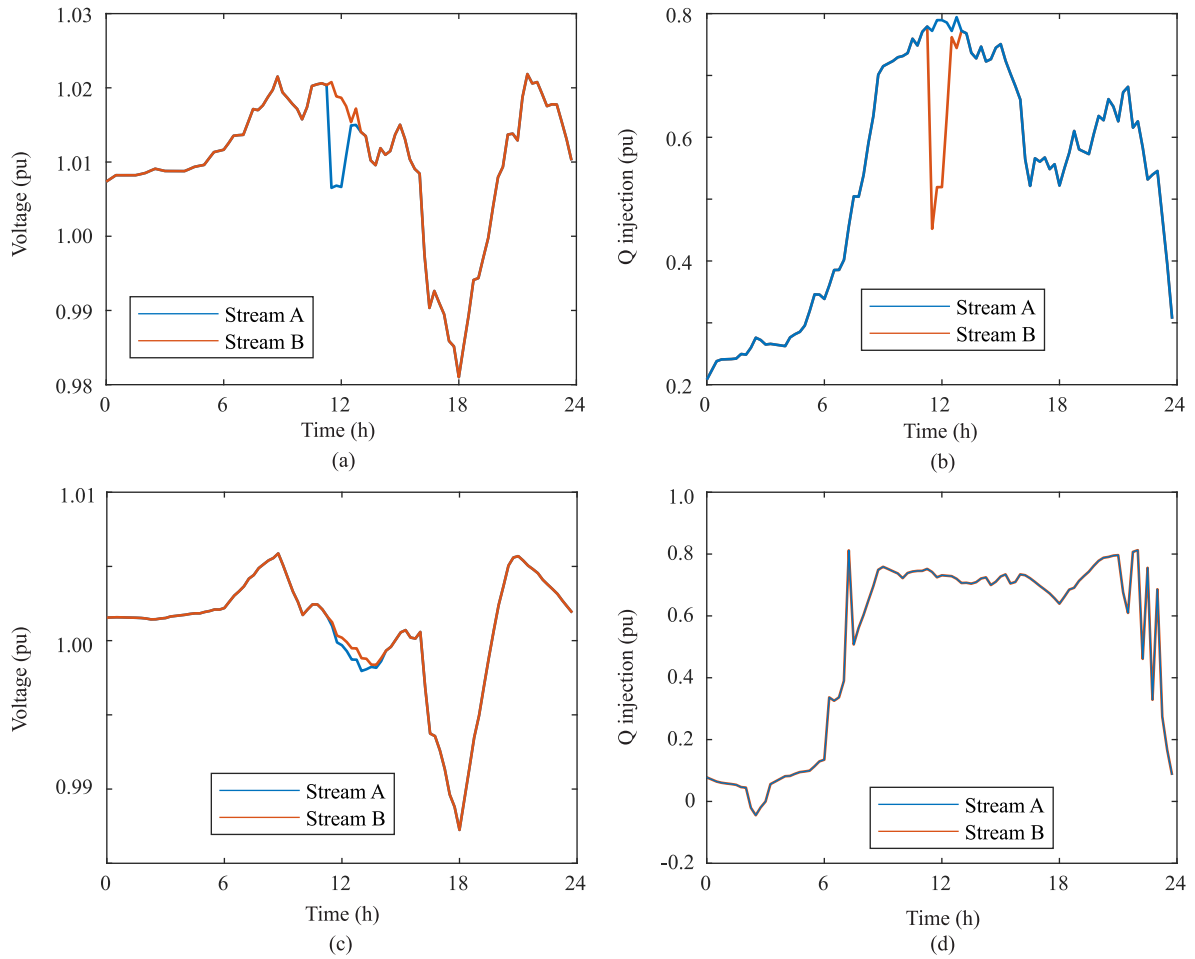 1.03
1.02
1.01
1.00
0.99
0.98
Voltage (pu)
Stream A
Stream B
0
6
12
18
24
Time (h)
(a)
0.8
0.6
0.4
0.2
Q injection (pu)
Stream A
Stream B
0
6
12
18
24
Time (h)
(b)
1.01
1.00
0.99
Voltage (pu)
Stream A
Stream B
0
6
12
18
24
Time (h)
(c)
1.0
0.8
0.6
0.4
0.2
0
-0.2
Q injection (pu)
Stream A
Stream B
0
6
12
18
24
Time (h)
(d)